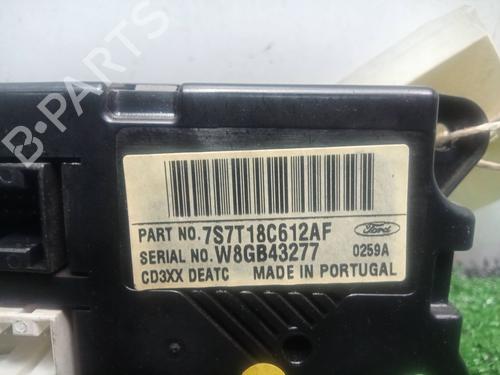 B-PARTS
PART NO. 7S7T18C612AF
Ford
SERIAL NO. W8GB43277
0259A
CD3XX DEATC MADE IN PORTUGAL